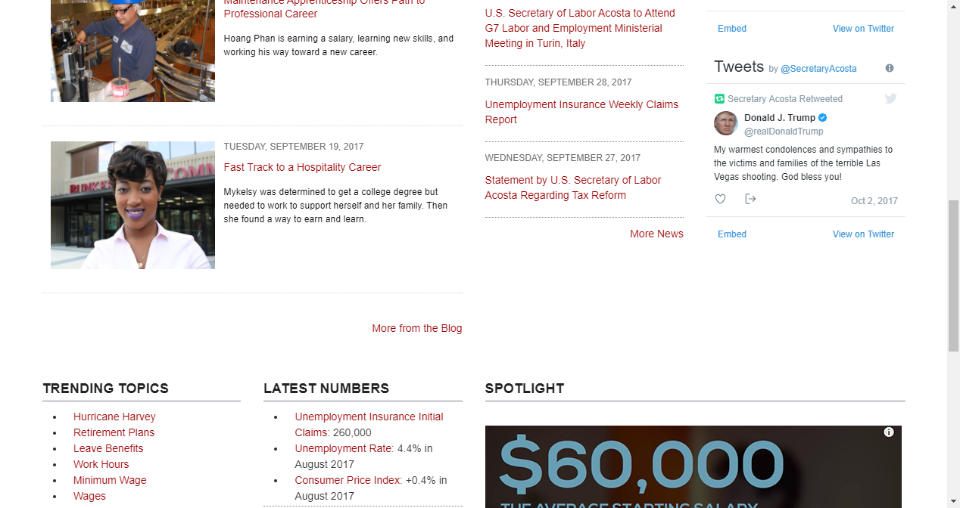 Maintenance Apprenticeship Offers Path to
Professional Career
Hoang Phan is earning a salary, learning new skills, and
working his way toward a new career.
TUESDAY, SEPTEMBER 19, 2017
Fast Track to a Hospitality Career
Mykelsy was determined to get a college degree but
needed to work to support herself and her family. Then
she found a way to earn and learn.
More from the Blog
U.S. Secretary of Labor Acosta to Attend
G7 Labor and Employment Ministerial
Meeting in Turin, Italy
THURSDAY, SEPTEMBER 28, 2017
Unemployment Insurance Weekly Claims
Report
WEDNESDAY, SEPTEMBER 27, 2017
Statement by U.S. Secretary of Labor
Acosta Regarding Tax Reform
More News
Embed View on Twitter
Tweets by @SecretaryAcosta
Secretary Acosta Retweeted
Donald J. Trump
@realDonaldTrump
My warmest condolences and sympathies to
the victims and families of the terrible Las
Vegas shooting. God bless you!
Oct 2, 2017
Embed View on Twitter
TRENDING TOPICS
• Hurricane Harvey
• Retirement Plans
• Leave Benefits
• Work Hours
• Minimum Wage
• Wages
LATEST NUMBERS
• Unemployment Insurance Initial
Claims: 260,000
• Unemployment Rate: 4.4% in
August 2017
• Consumer Price Index: +0.4% in
August 2017
SPOTLIGHT
$60,000
THE AVERAGE STARTING SALARY